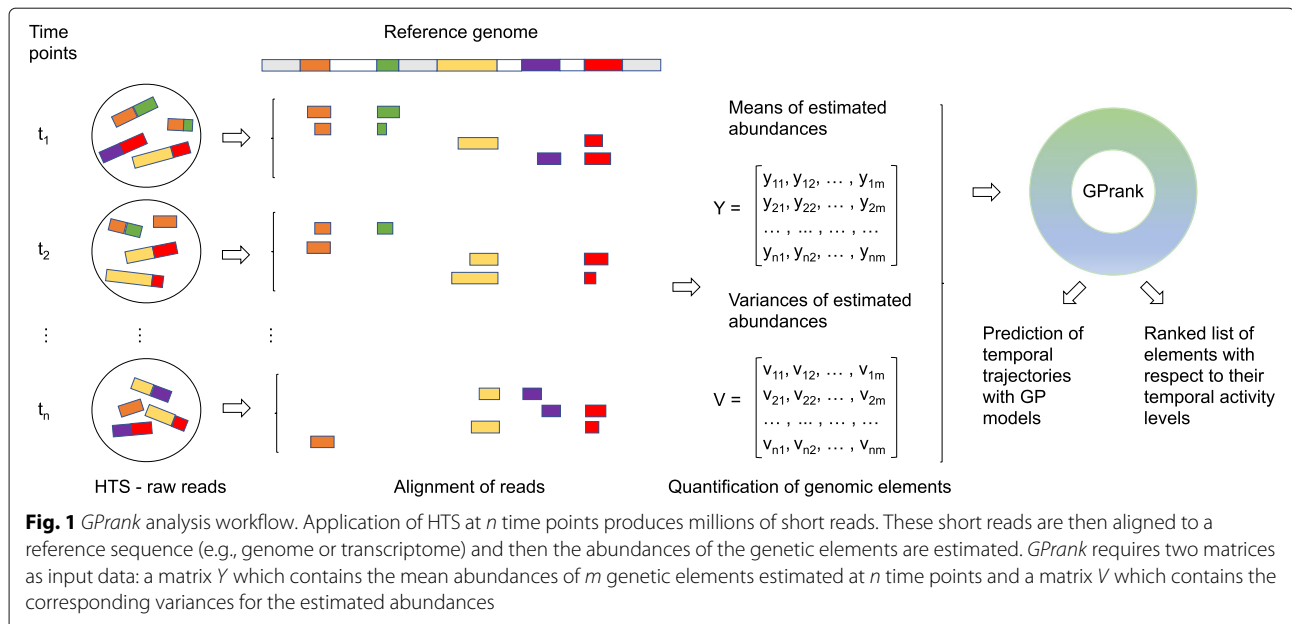 Time
points
Reference genome
t1
t2
⋮ ⋮ ⋮
tn
HTS - raw reads
Alignment of reads
Means of estimated
abundances
Y =
y11, y12, … , y1m
y21, y22, … , y2m
… , … , … , …
yn1, yn2, … , ynm
Variances of estimated
abundances
V =
v11, v12, … , v1m
v21, v22, … , v2m
… , … , … , …
vn1, vn2, … , vnm
Quantification of genomic elements
GPrank
Prediction of
temporal
trajectories
with GP
models
Ranked list of
elements with
respect to their
temporal activity
levels
Fig. 1 GPrank analysis workflow. Application of HTS at n time points produces millions of short reads. These short reads are then aligned to a
reference sequence (e.g., genome or transcriptome) and then the abundances of the genetic elements are estimated. GPrank requires two matrices
as input data: a matrix Y which contains the mean abundances of m genetic elements estimated at n time points and a matrix V which contains the
corresponding variances for the estimated abundances